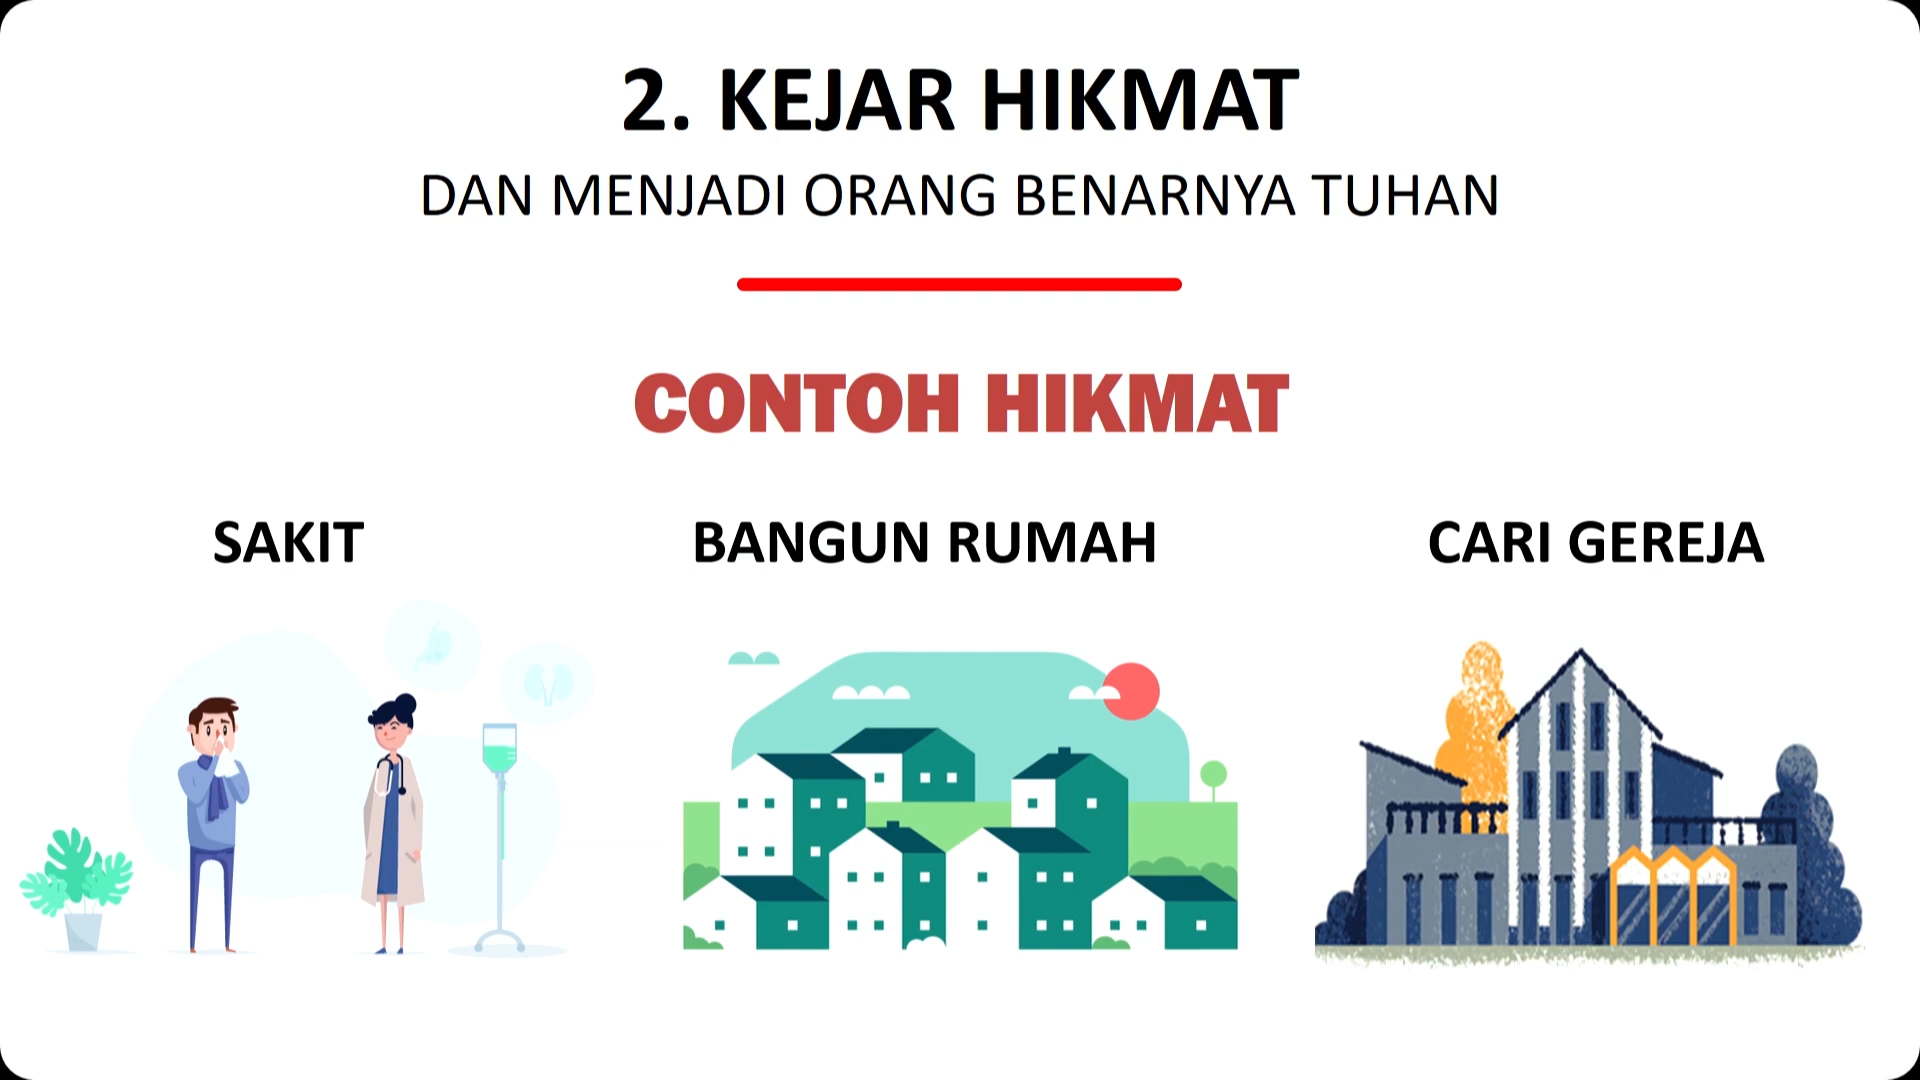 2. KEJAR HIKMAT
DAN MENJADI ORANG BENARNYA TUHAN
CONTOH HIKMAT
SAKIT
BANGUN RUMAH
CARI GEREJA